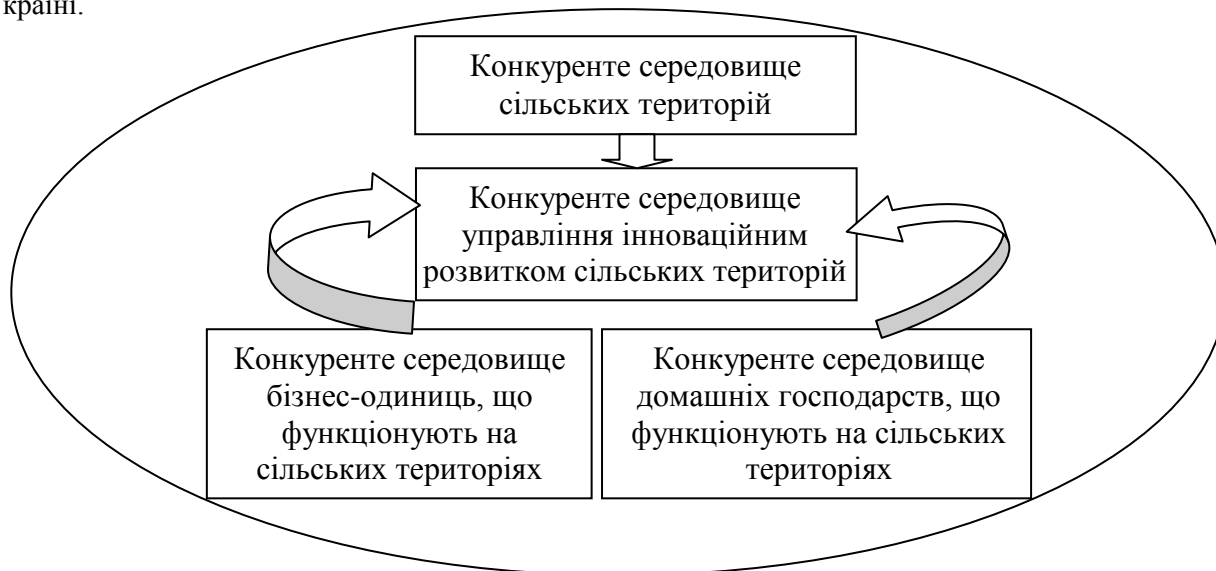 країні.
Конкуренте середовище
сільських територій
Конкуренте середовище
управління інноваційним
розвитком сільських територій
Конкуренте середовище
бізнес-одиниць, що
функціонують на
сільських територіях
Конкуренте середовище
домашніх господарств, що
функціонують на сільських
територіях